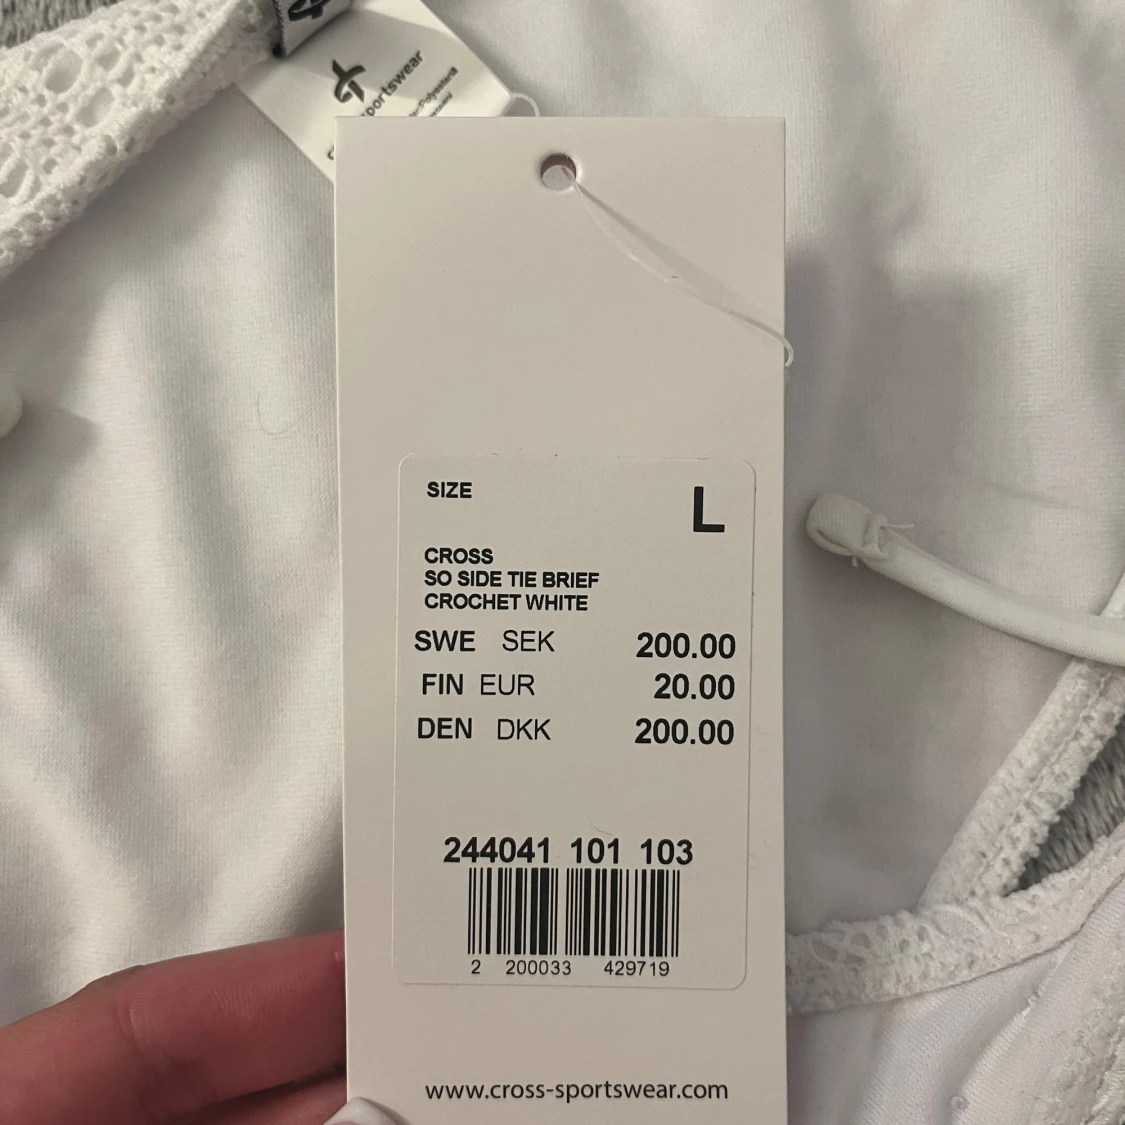 sportswear
SIZE L
CROSS
SO SIDE TIE BRIEF
CROCHET WHITE
SWE SEK 200.00
FIN EUR 20.00
DEN DKK 200.00
244041 101 103
2 200033 429719
www.cross-sportswear.com